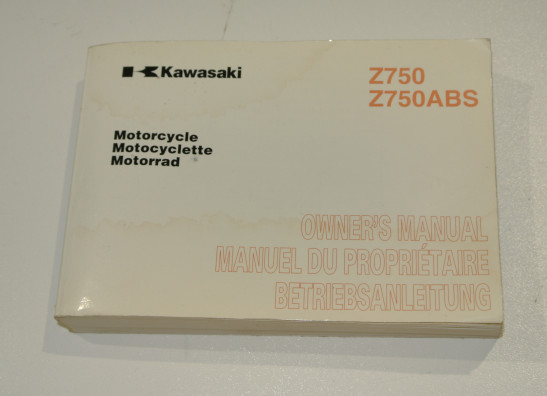 Kawasaki
Z750
Z750ABS
Motorcycle
Motocyclette
Motorrad
OWNER'S MANUAL
MANUEL DU PROPRIÉTAIRE
BETRIEBSANLEITUNG